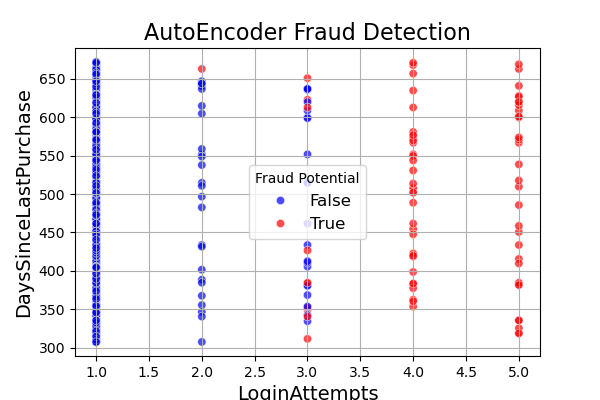 AutoEncoder Fraud Detection
DaysSinceLastPurchase
650
600
550
500
450
400
350
300
Fraud Potential
False
True
1.0 1.5 2.0 2.5 3.0 3.5 4.0 4.5 5.0
LoginAttempts